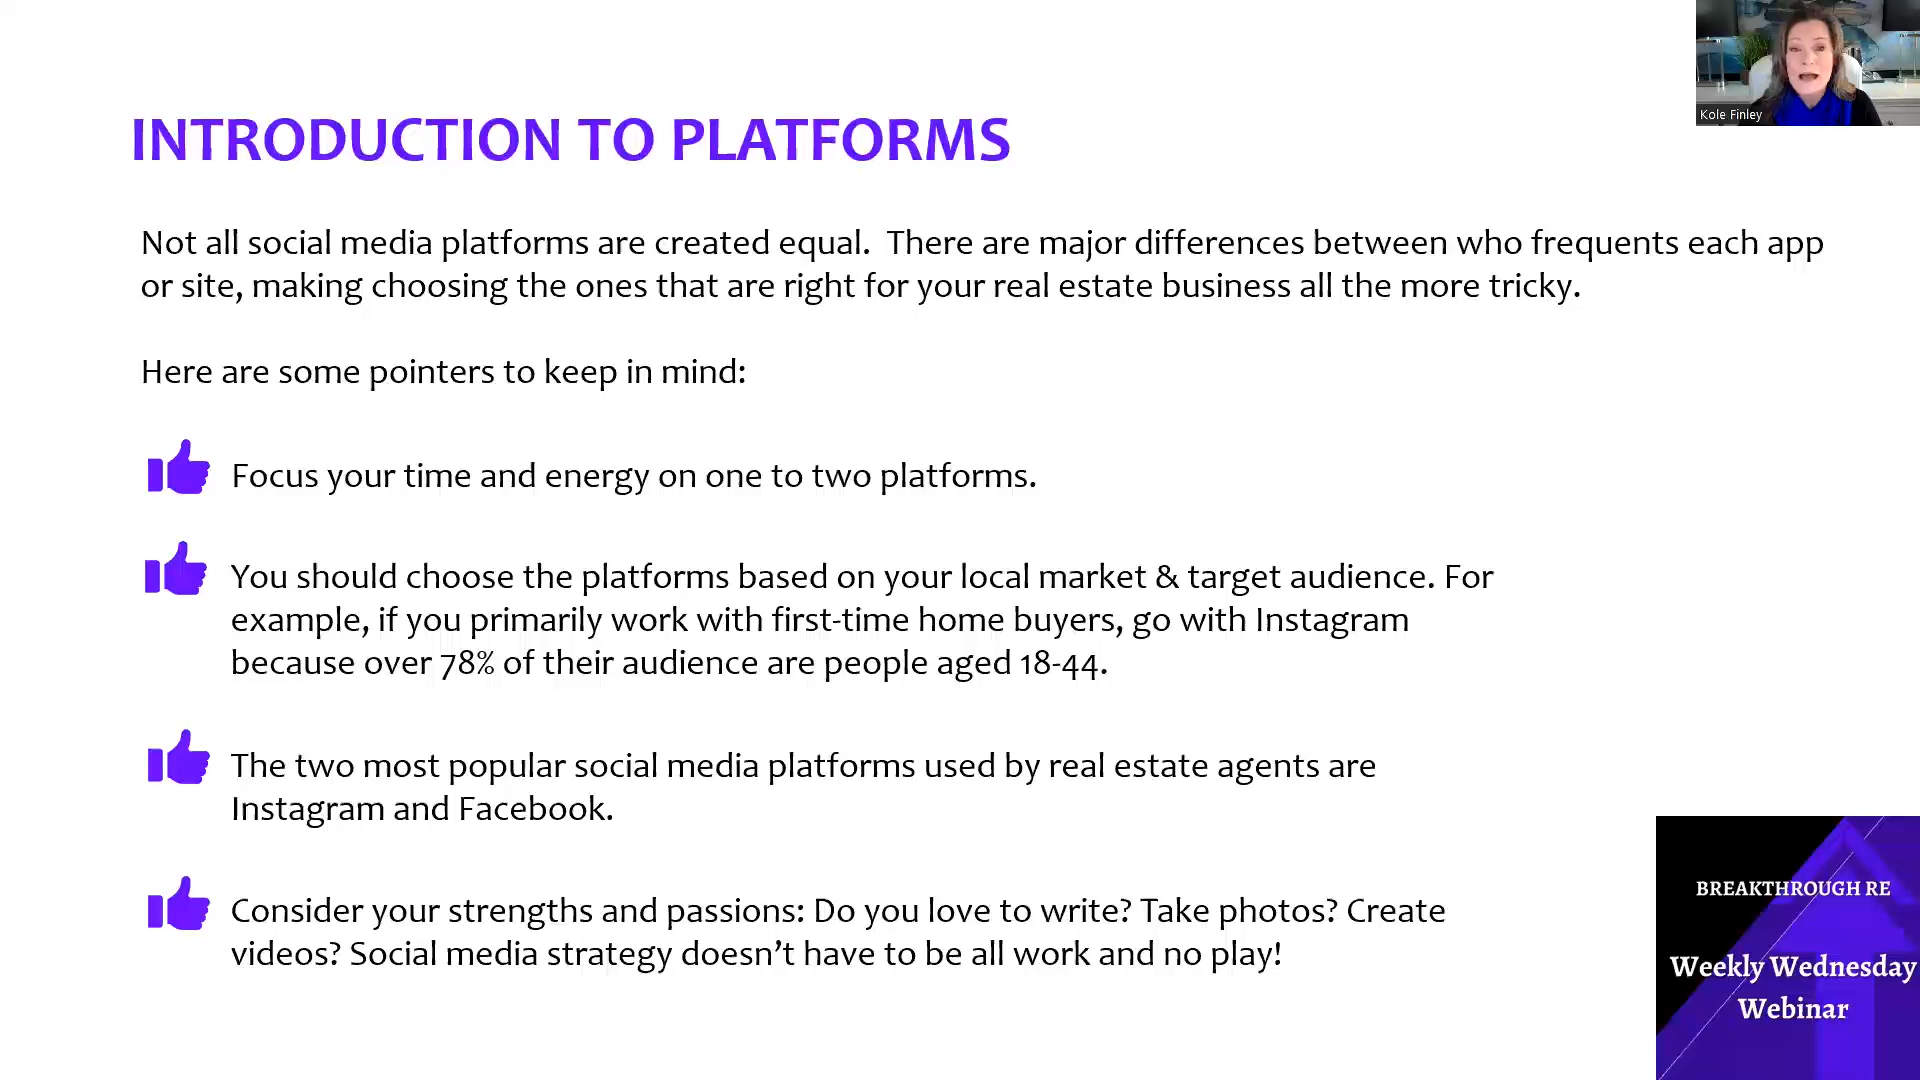 Kole Finley
INTRODUCTION TO PLATFORMS
Not all social media platforms are created equal.  There are major differences between who frequents each app
or site, making choosing the ones that are right for your real estate business all the more tricky.
Here are some pointers to keep in mind:
Focus your time and energy on one to two platforms.
You should choose the platforms based on your local market & target audience. For
example, if you primarily work with first-time home buyers, go with Instagram
because over 78% of their audience are people aged 18-44.
The two most popular social media platforms used by real estate agents are
Instagram and Facebook.
Consider your strengths and passions: Do you love to write? Take photos? Create
videos? Social media strategy doesn’t have to be all work and no play!
BREAKTHROUGH RE
Weekly Wednesday
Webinar